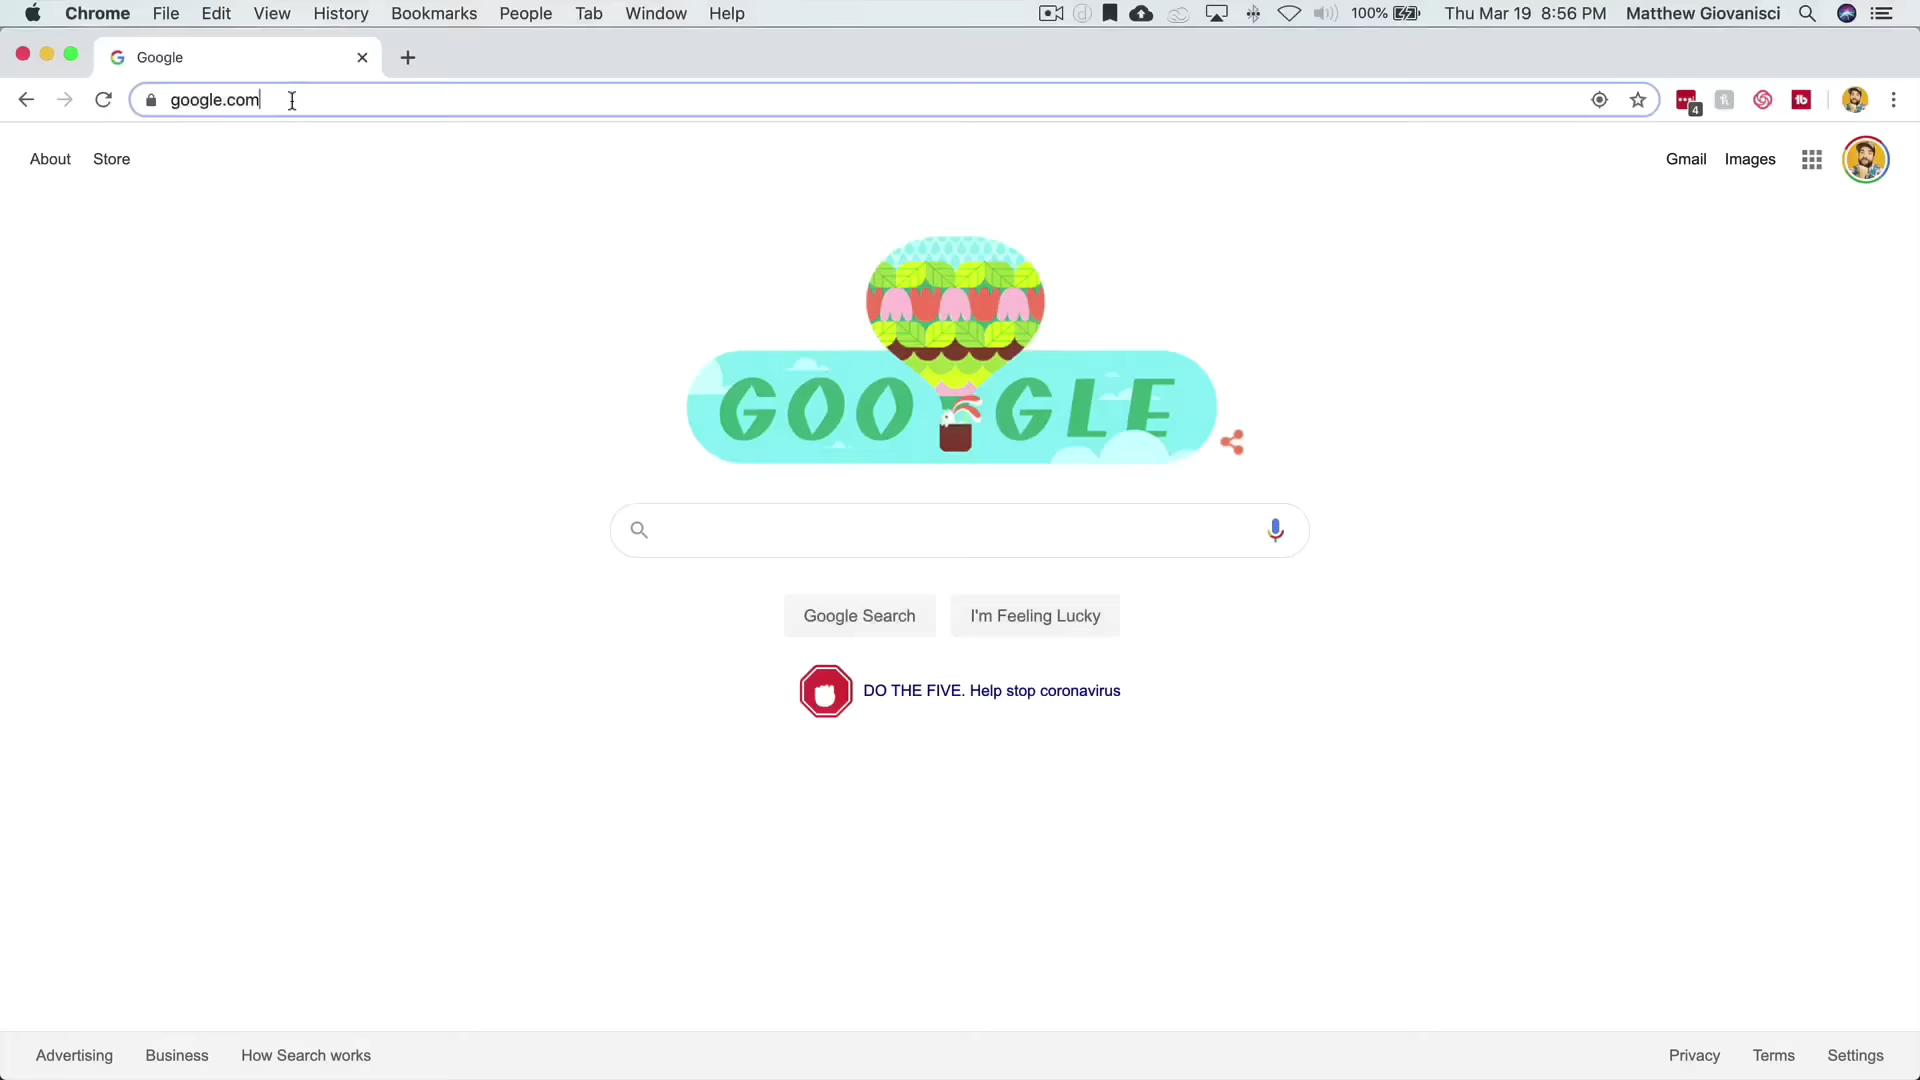 Chrome File Edit View History Bookmarks People Tab Window Help 100% Thu Mar 19 8:56 PM Matthew Giovanisci
Google
google.com
4
tb
About Store Gmail Images
GOOGLE
Google Search I'm Feeling Lucky
DO THE FIVE. Help stop coronavirus
Advertising Business How Search works Privacy Terms Settings